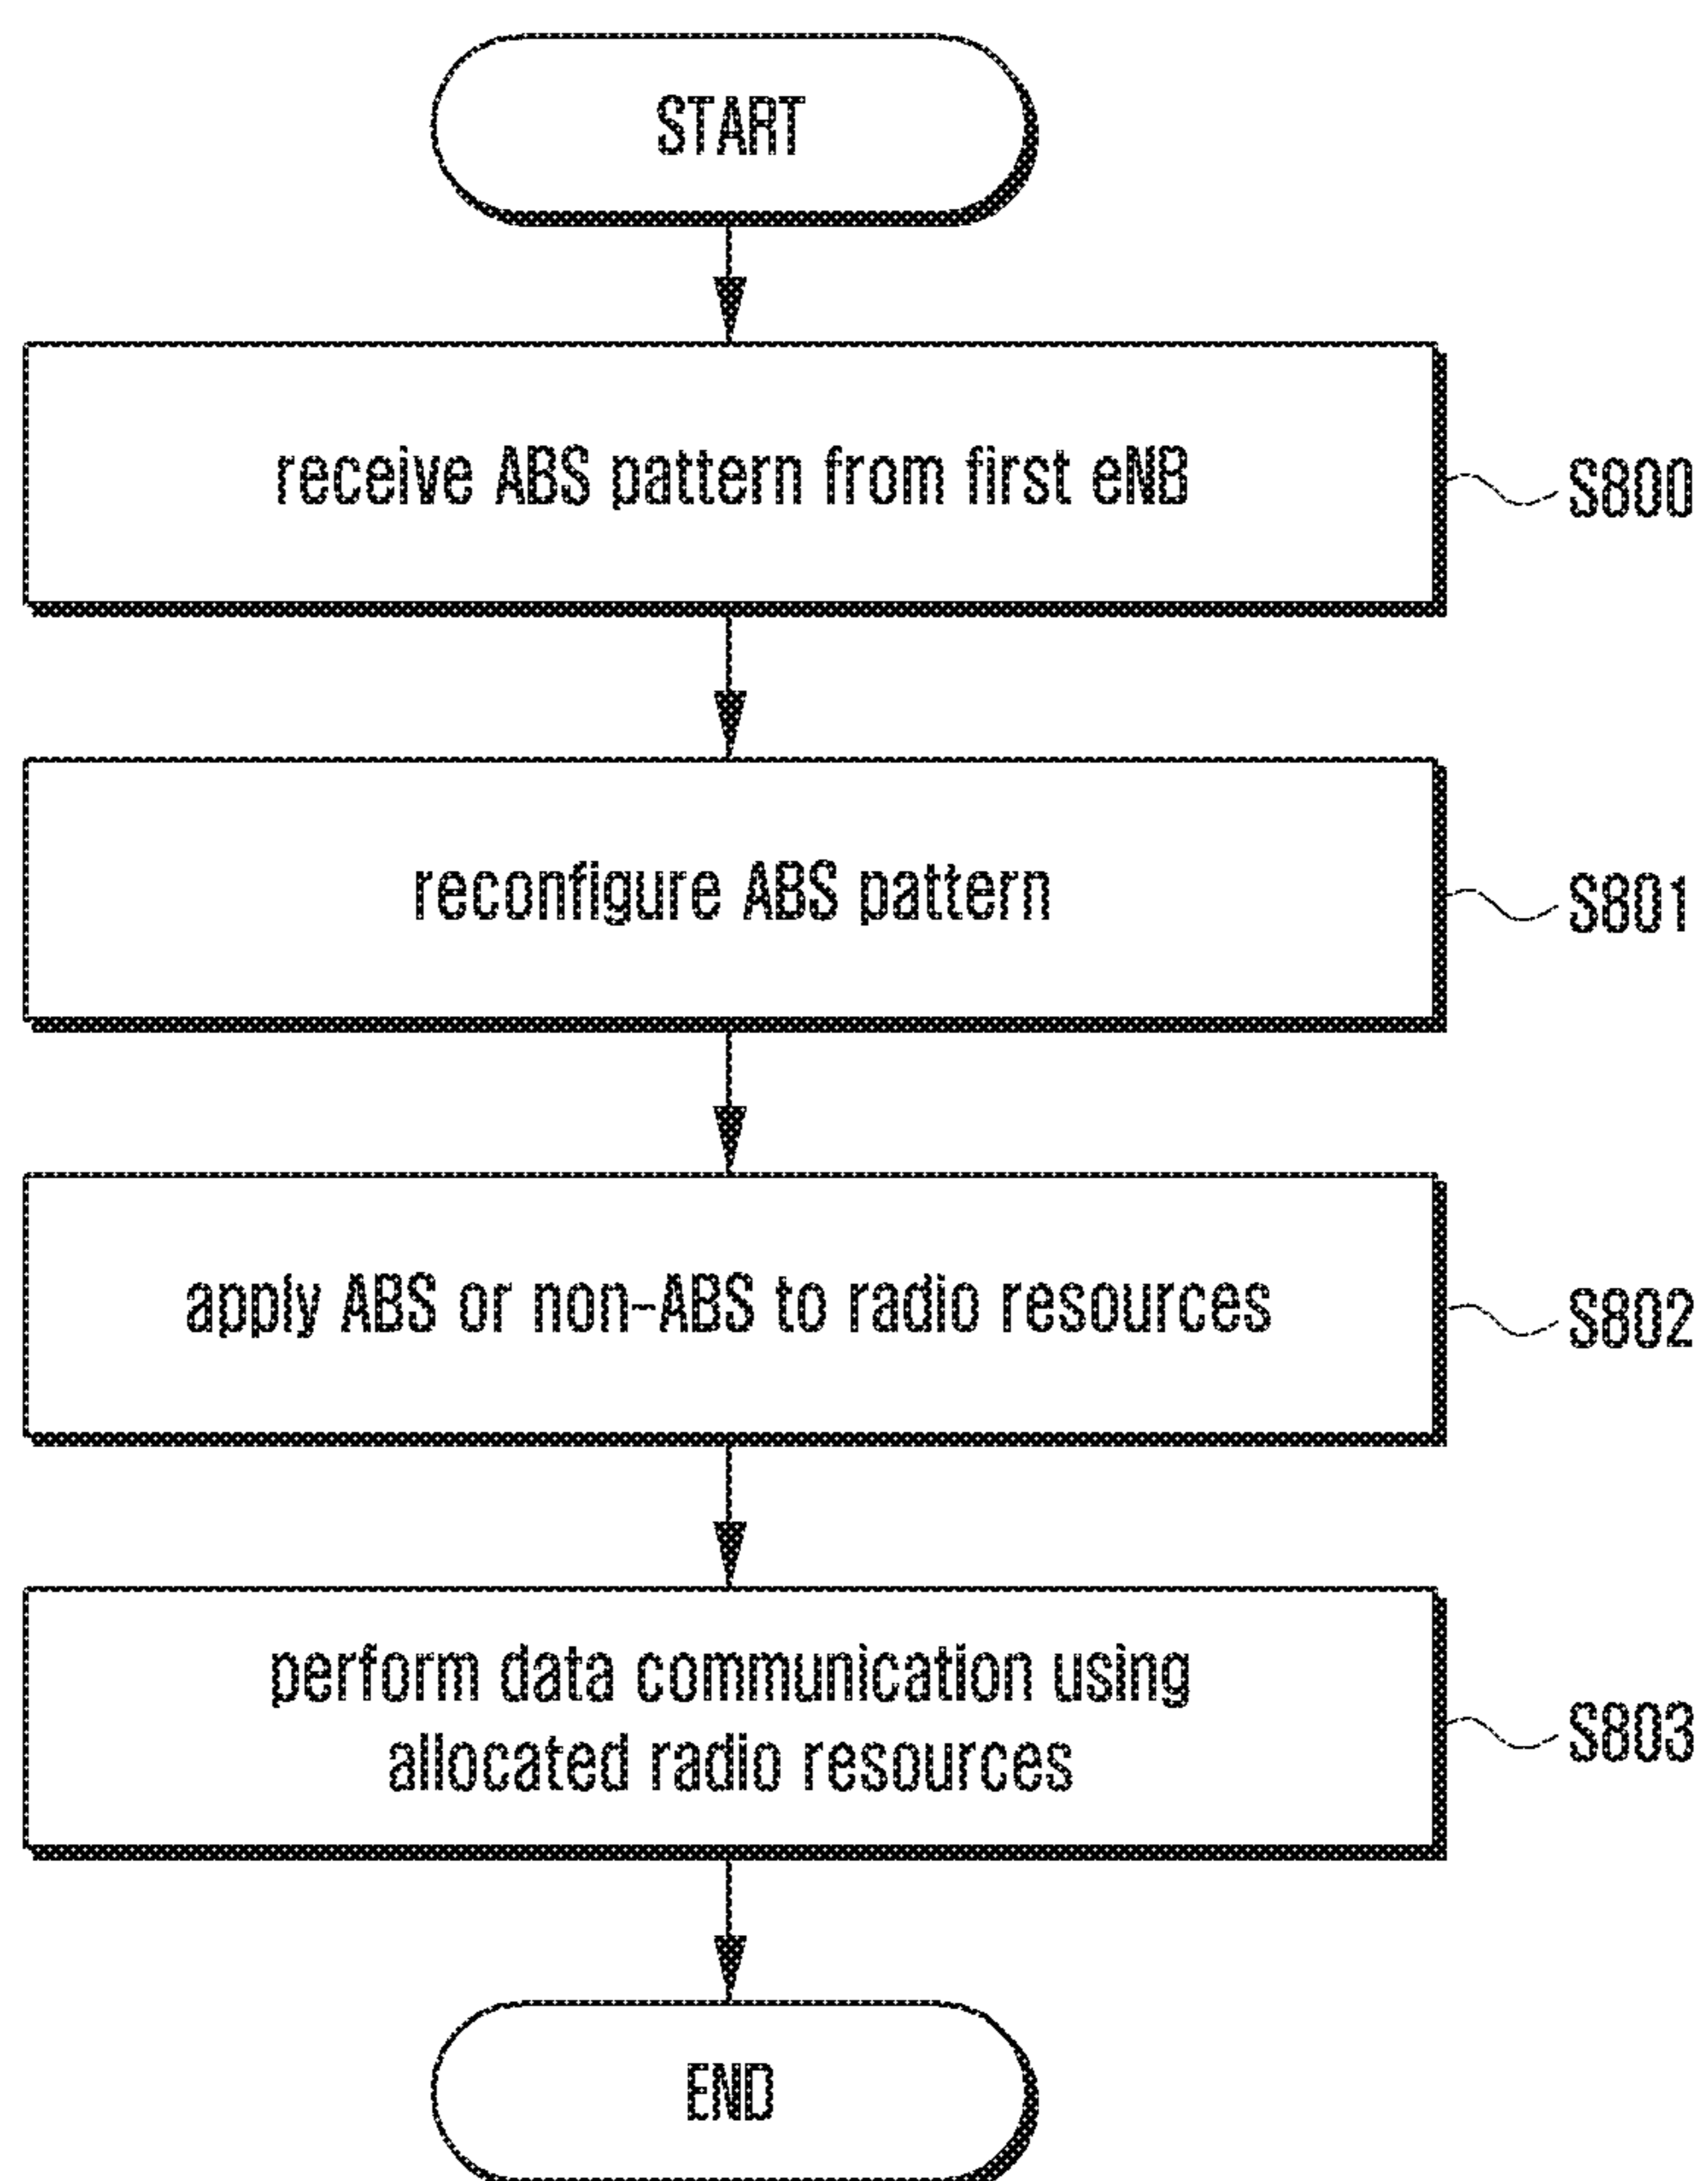 START
receive ABS pattern from first eNB
S800
reconfigure ABS pattern
S801
apply ABS or non-ABS to radio resources
S802
perform data communication using
allocated radio resources
S803
END